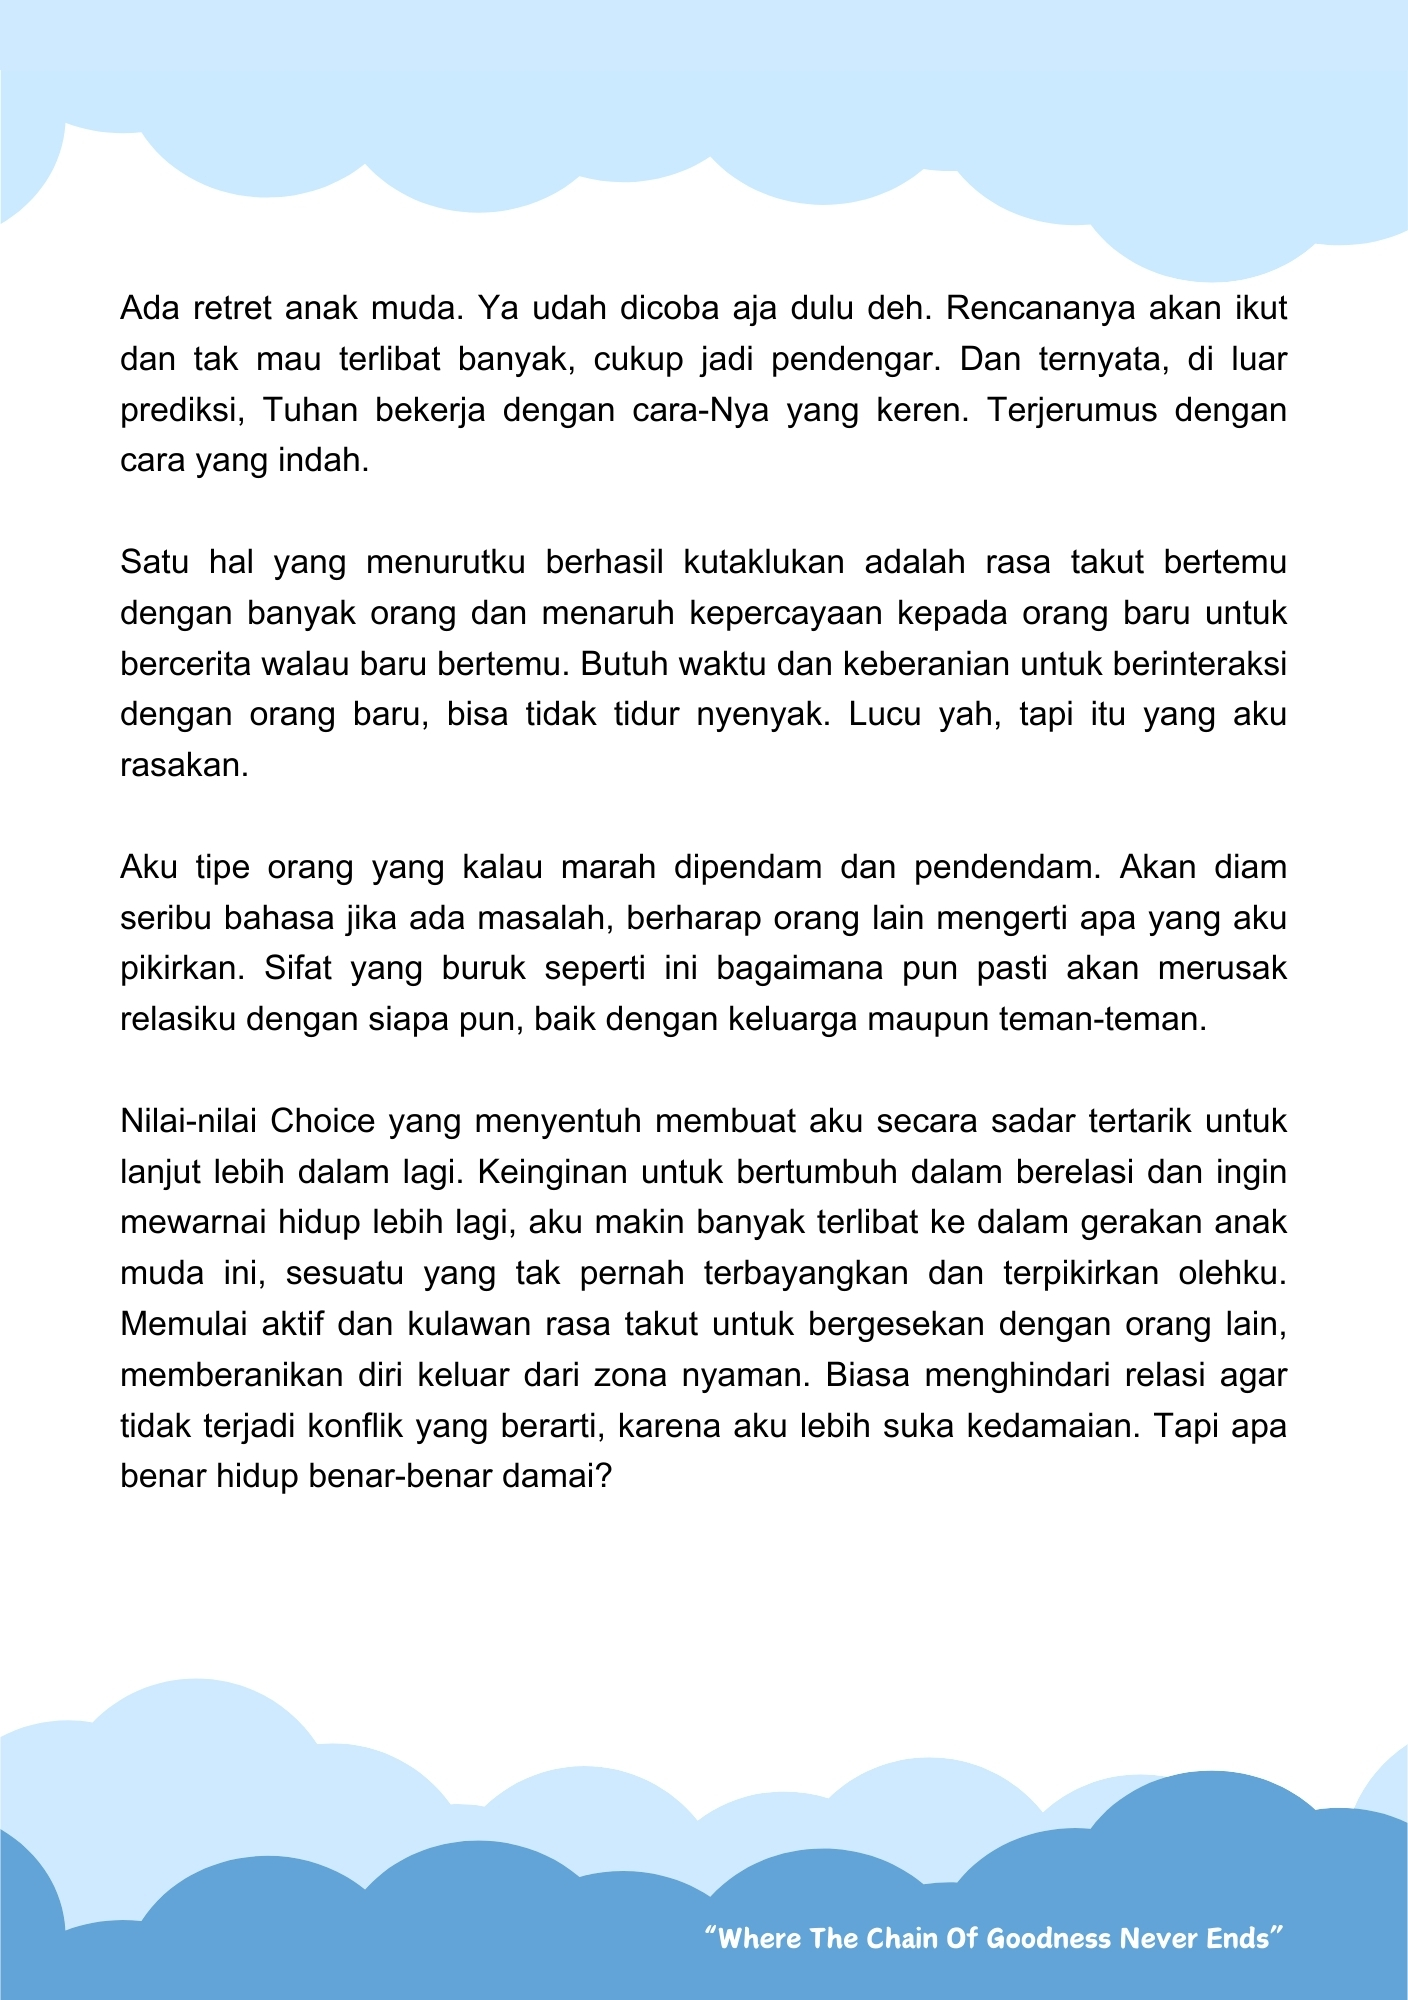 Ada retret anak muda. Ya udah dicoba aja dulu deh. Rencananya akan ikut
dan tak mau terlibat banyak, cukup jadi pendengar. Dan ternyata, di luar
prediksi, Tuhan bekerja dengan cara-Nya yang keren. Terjerumus dengan
cara yang indah.
Satu hal yang menurutku berhasil kutaklukan adalah rasa takut bertemu
dengan banyak orang dan menaruh kepercayaan kepada orang baru untuk
bercerita walau baru bertemu. Butuh waktu dan keberanian untuk berinteraksi
dengan orang baru, bisa tidak tidur nyenyak. Lucu yah, tapi itu yang aku
rasakan.
Aku tipe orang yang kalau marah dipendam dan pendendam. Akan diam
seribu bahasa jika ada masalah, berharap orang lain mengerti apa yang aku
pikirkan. Sifat yang buruk seperti ini bagaimana pun pasti akan merusak
relasiku dengan siapa pun, baik dengan keluarga maupun teman-teman.
Nilai-nilai Choice yang menyentuh membuat aku secara sadar tertarik untuk
lanjut lebih dalam lagi. Keinginan untuk bertumbuh dalam berelasi dan ingin
mewarnai hidup lebih lagi, aku makin banyak terlibat ke dalam gerakan anak
muda ini, sesuatu yang tak pernah terbayangkan dan terpikirkan olehku.
Memulai aktif dan kulawan rasa takut untuk bergesekan dengan orang lain,
memberanikan diri keluar dari zona nyaman. Biasa menghindari relasi agar
tidak terjadi konflik yang berarti, karena aku lebih suka kedamaian. Tapi apa
benar hidup benar-benar damai?
“Where The Chain Of Goodness Never Ends”